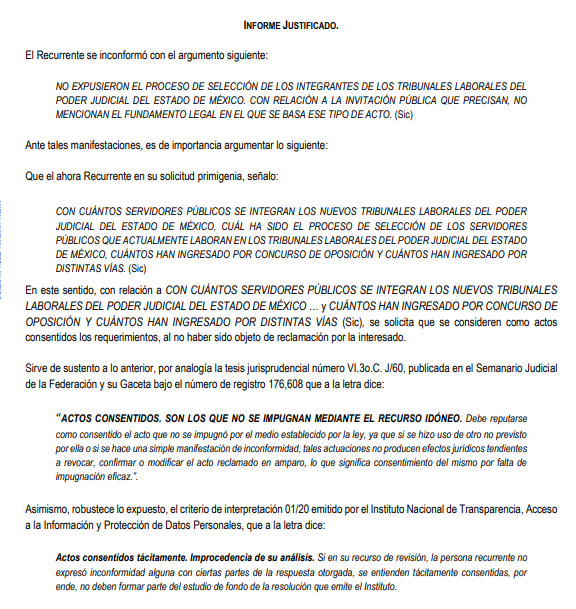 INFORME JUSTIFICADO.
El Recurrente se inconformó con el argumento siguiente:
NO EXPUSIERON EL PROCESO DE SELECCIÓN DE LOS INTEGRANTES DE LOS TRIBUNALES LABORALES DEL
PODER JUDICIAL DEL ESTADO DE MÉXICO. CON RELACIÓN A LA INVITACIÓN PÚBLICA QUE PRECISAN, NO
MENCIONAN EL FUNDAMENTO LEGAL EN EL QUE SE BASA ESE TIPO DE ACTO. (Sic)
Ante tales manifestaciones, es de importancia argumentar lo siguiente:
Que el ahora Recurrente en su solicitud primigenia, señalo:
CON CUÁNTOS SERVIDORES PÚBLICOS SE INTEGRAN LOS NUEVOS TRIBUNALES LABORALES DEL PODER
JUDICIAL DEL ESTADO DE MÉXICO, CUÁL HA SIDO EL PROCESO DE SELECCIÓN DE LOS SERVIDORES
PÚBLICOS QUE ACTUALMENTE LABORAN EN LOS TRIBUNALES LABORALES DEL PODER JUDICIAL DEL ESTADO
DE MÉXICO, CUÁNTOS HAN INGRESADO POR CONCURSO DE OPOSICIÓN Y CUÁNTOS HAN INGRESADO POR
DISTINTAS VÍAS. (Sic)
En este sentido, con relación a CON CUÁNTOS SERVIDORES PÚBLICOS SE INTEGRAN LOS NUEVOS TRIBUNALES
LABORALES DEL PODER JUDICIAL DEL ESTADO DE MÉXICO … y CUÁNTOS HAN INGRESADO POR CONCURSO DE
OPOSICIÓN Y CUÁNTOS HAN INGRESADO POR DISTINTAS VÍAS (Sic), se solicita que se consideren como actos
consentidos los requerimientos, al no haber sido objeto de reclamación por la interesado.
Sirve de sustento a lo anterior, por analogía la tesis jurisprudencial número VI.3o.C. J/60, publicada en el Semanario Judicial
de la Federación y su Gaceta bajo el número de registro 176,608 que a la letra dice:
“ACTOS CONSENTIDOS. SON LOS QUE NO SE IMPUGNAN MEDIANTE EL RECURSO IDÓNEO. Debe reputarse
como consentido el acto que no se impugnó por el medio establecido por la ley, ya que si se hizo uso de otro no previsto
por ella o si se hace una simple manifestación de inconformidad, tales actuaciones no producen efectos jurídicos tendientes
a revocar, confirmar o modificar el acto reclamado en amparo, lo que significa consentimiento del mismo por falta de
impugnación eficaz.”.
Asimismo, robustece lo expuesto, el criterio de interpretación 01/20 emitido por el Instituto Nacional de Transparencia, Acceso
a la Información y Protección de Datos Personales, que a la letra dice:
Actos consentidos tácitamente. Improcedencia de su análisis. Si en su recurso de revisión, la persona recurrente no
expresó inconformidad alguna con ciertas partes de la respuesta otorgada, se entienden tácitamente consentidas, por
ende, no deben formar parte del estudio de fondo de la resolución que emite el Instituto.